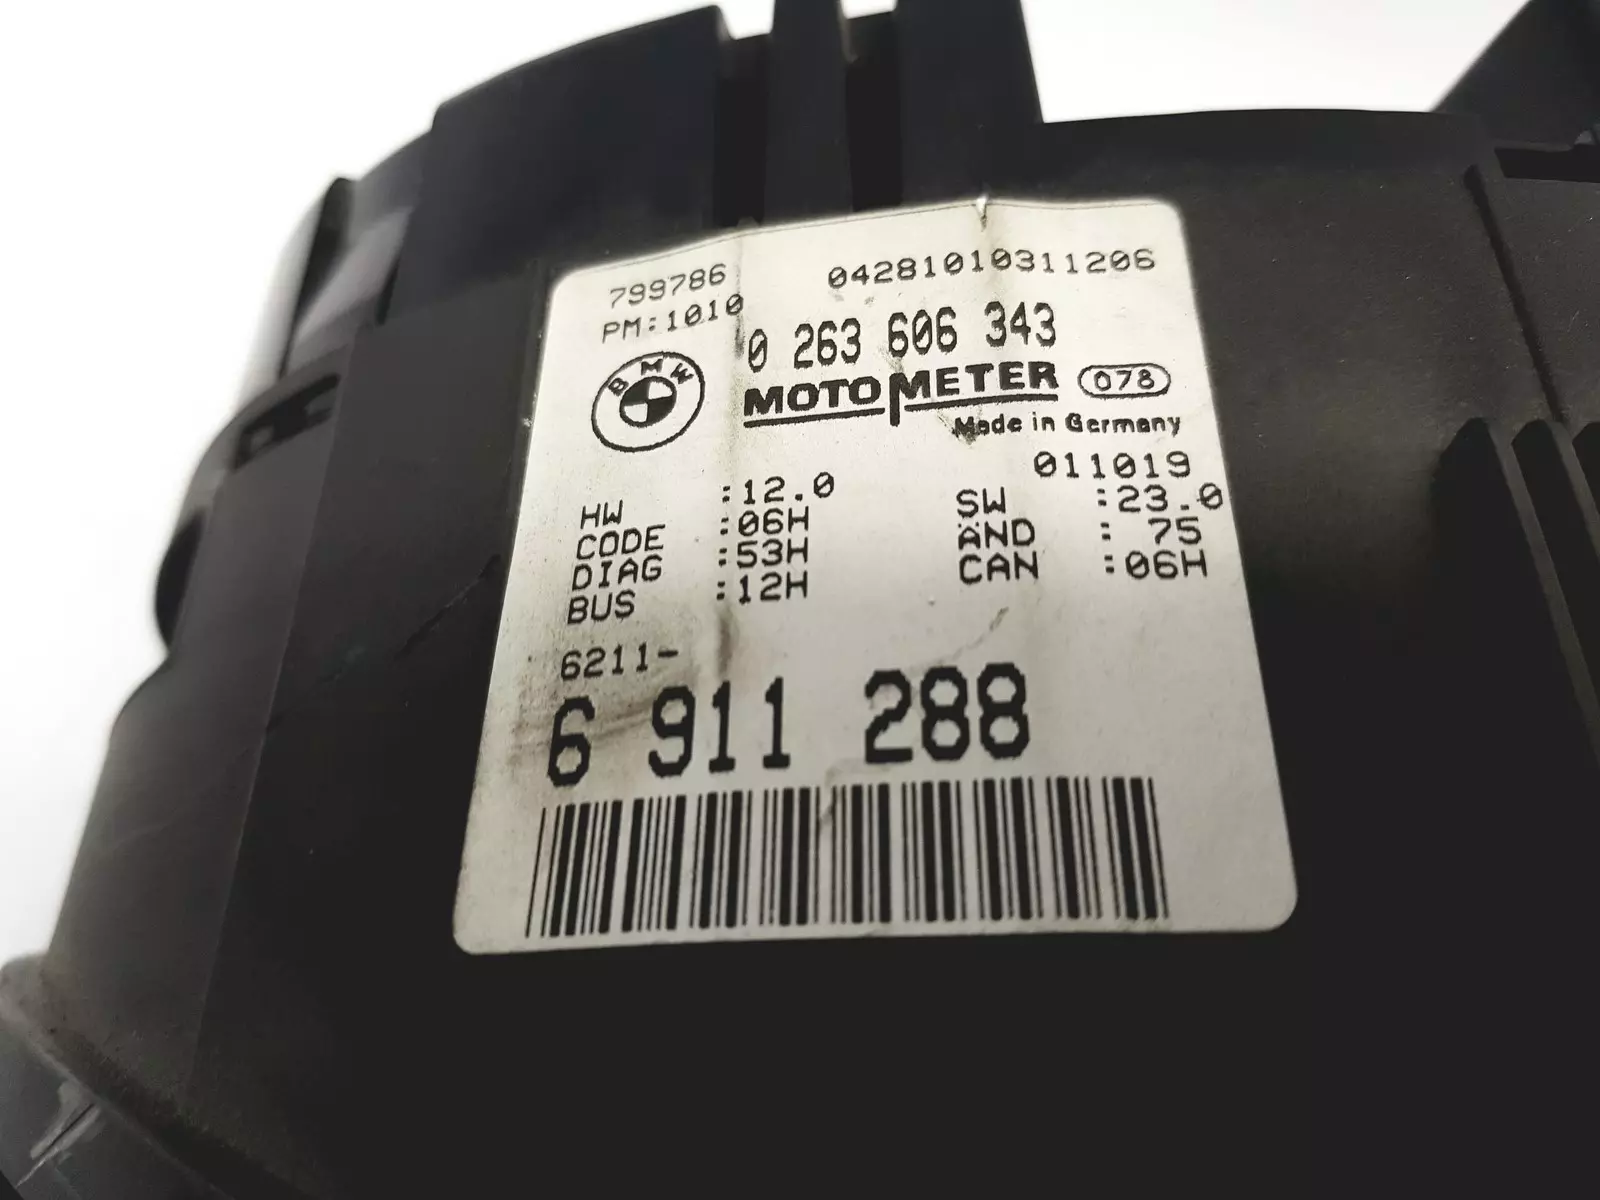 799786 04281010311206
PM:1010
0 263 606 343
BMW
MOTOMETER 078
Made in Germany
011019
HW :12.0 SW :23.0
CODE :06H AND : 75
DIAG :53H CAN :06H
BUS :12H
6211-
6 911 288